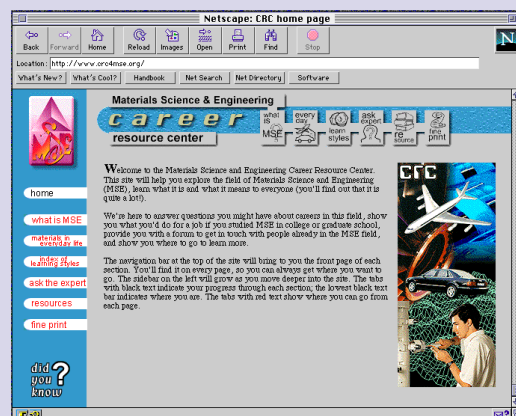 Netscape: CRC home page
Back Forward Home Reload Images Open Print Find Stop
N
Location: http://www.crc4mse.org/
What's New? What's Cool? Handbook Net Search Net Directory Software
MSE
Materials Science & Engineering
career
resource center
what is MSE
every day
learn styles
ask expert
re source
fine print
home
what is MSE
materials in everyday life
index of learning styles
ask the expert
resources
fine print
did you know ?
CRC
Welcome to the Materials Science and Engineering Career Resource Center.
This site will help you explore the field of Materials Science and Engineering
(MSE), learn what it is and what it means to everyone (you'll find out that it is
quite a lot!).
We're here to answer questions you might have about careers in this field, show
you what you'd do for a job if you studied MSE in college or graduate school,
provide you with a forum to get in touch with people already in the MSE field,
and show you where to go to learn more.
The navigation bar at the top of the site will bring to you the front page of each
section. You'll find it on every page, so you can always get where you want to
go. The sidebar on the left will grow as you move deeper into the site. The tabs
with black text indicate your progress through each section; the lowest black text
bar indicates where you are. The tabs with red text show where you can go from
each page.